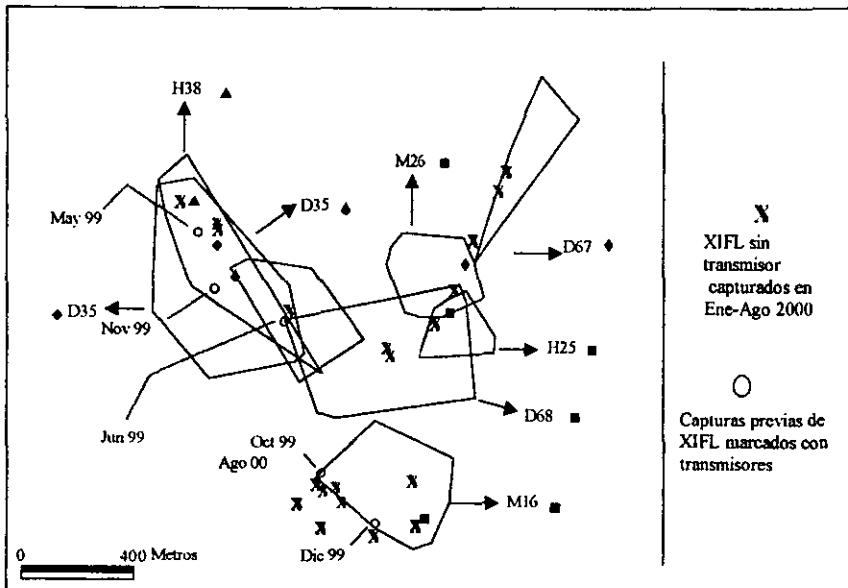 H38
M26
May 99
D35
D67
D35
Nov 99
H25
Jun 99
D68
Oct 99
Ago 00
M16
Dic 99
0 400 Metros
X
XIFL sin
transmisor
capturados en
Ene-Ago 2000
Capturas previas de
XIFL marcados con
transmisores